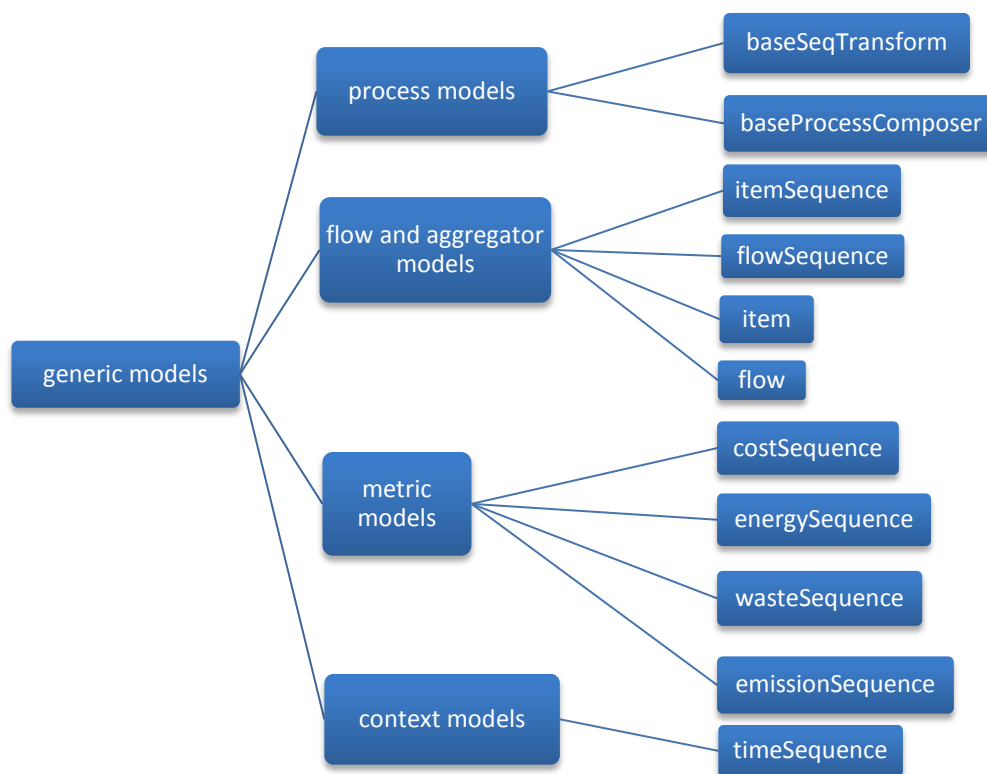 generic models
process models
baseSeqTransform
baseProcessComposer
flow and aggregator
models
itemSequence
flowSequence
item
flow
metric
models
costSequence
energySequence
wasteSequence
emissionSequence
context models
timeSequence